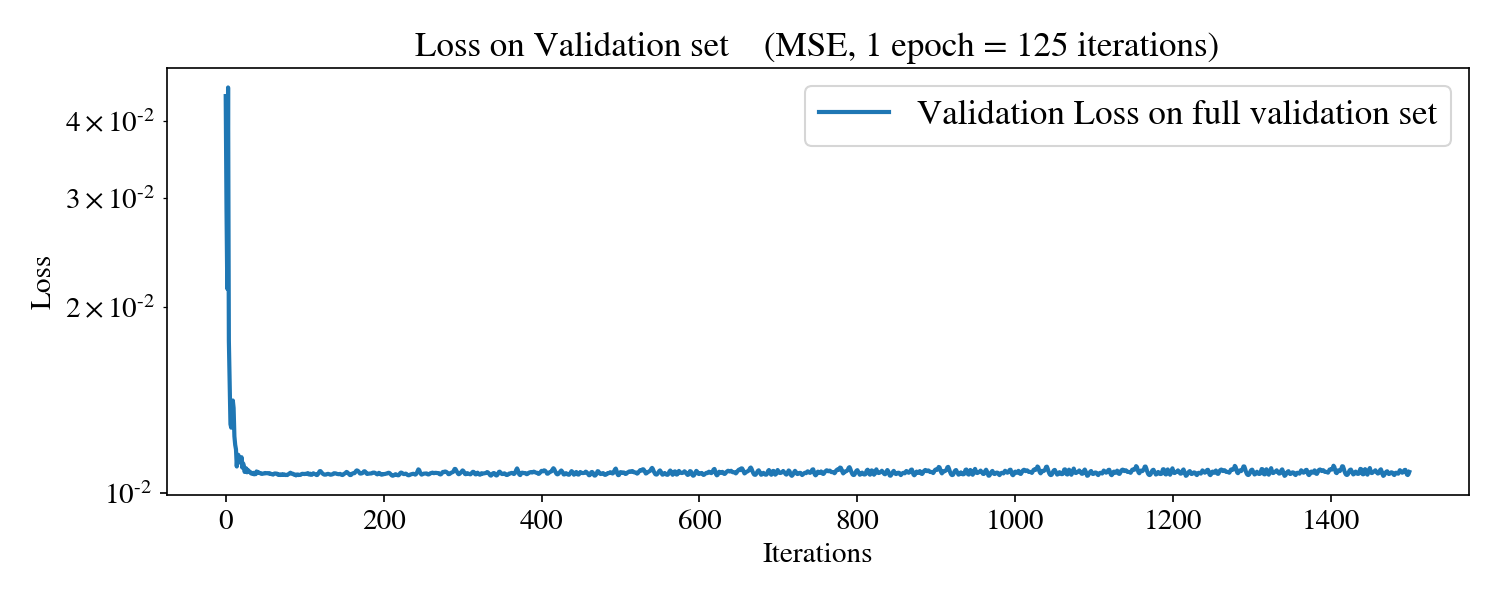 Loss on Validation set    (MSE, 1 epoch = 125 iterations)
Validation Loss on full validation set
4×10⁻²
3×10⁻²
2×10⁻²
10⁻²
Loss
0 200 400 600 800 1000 1200 1400
Iterations